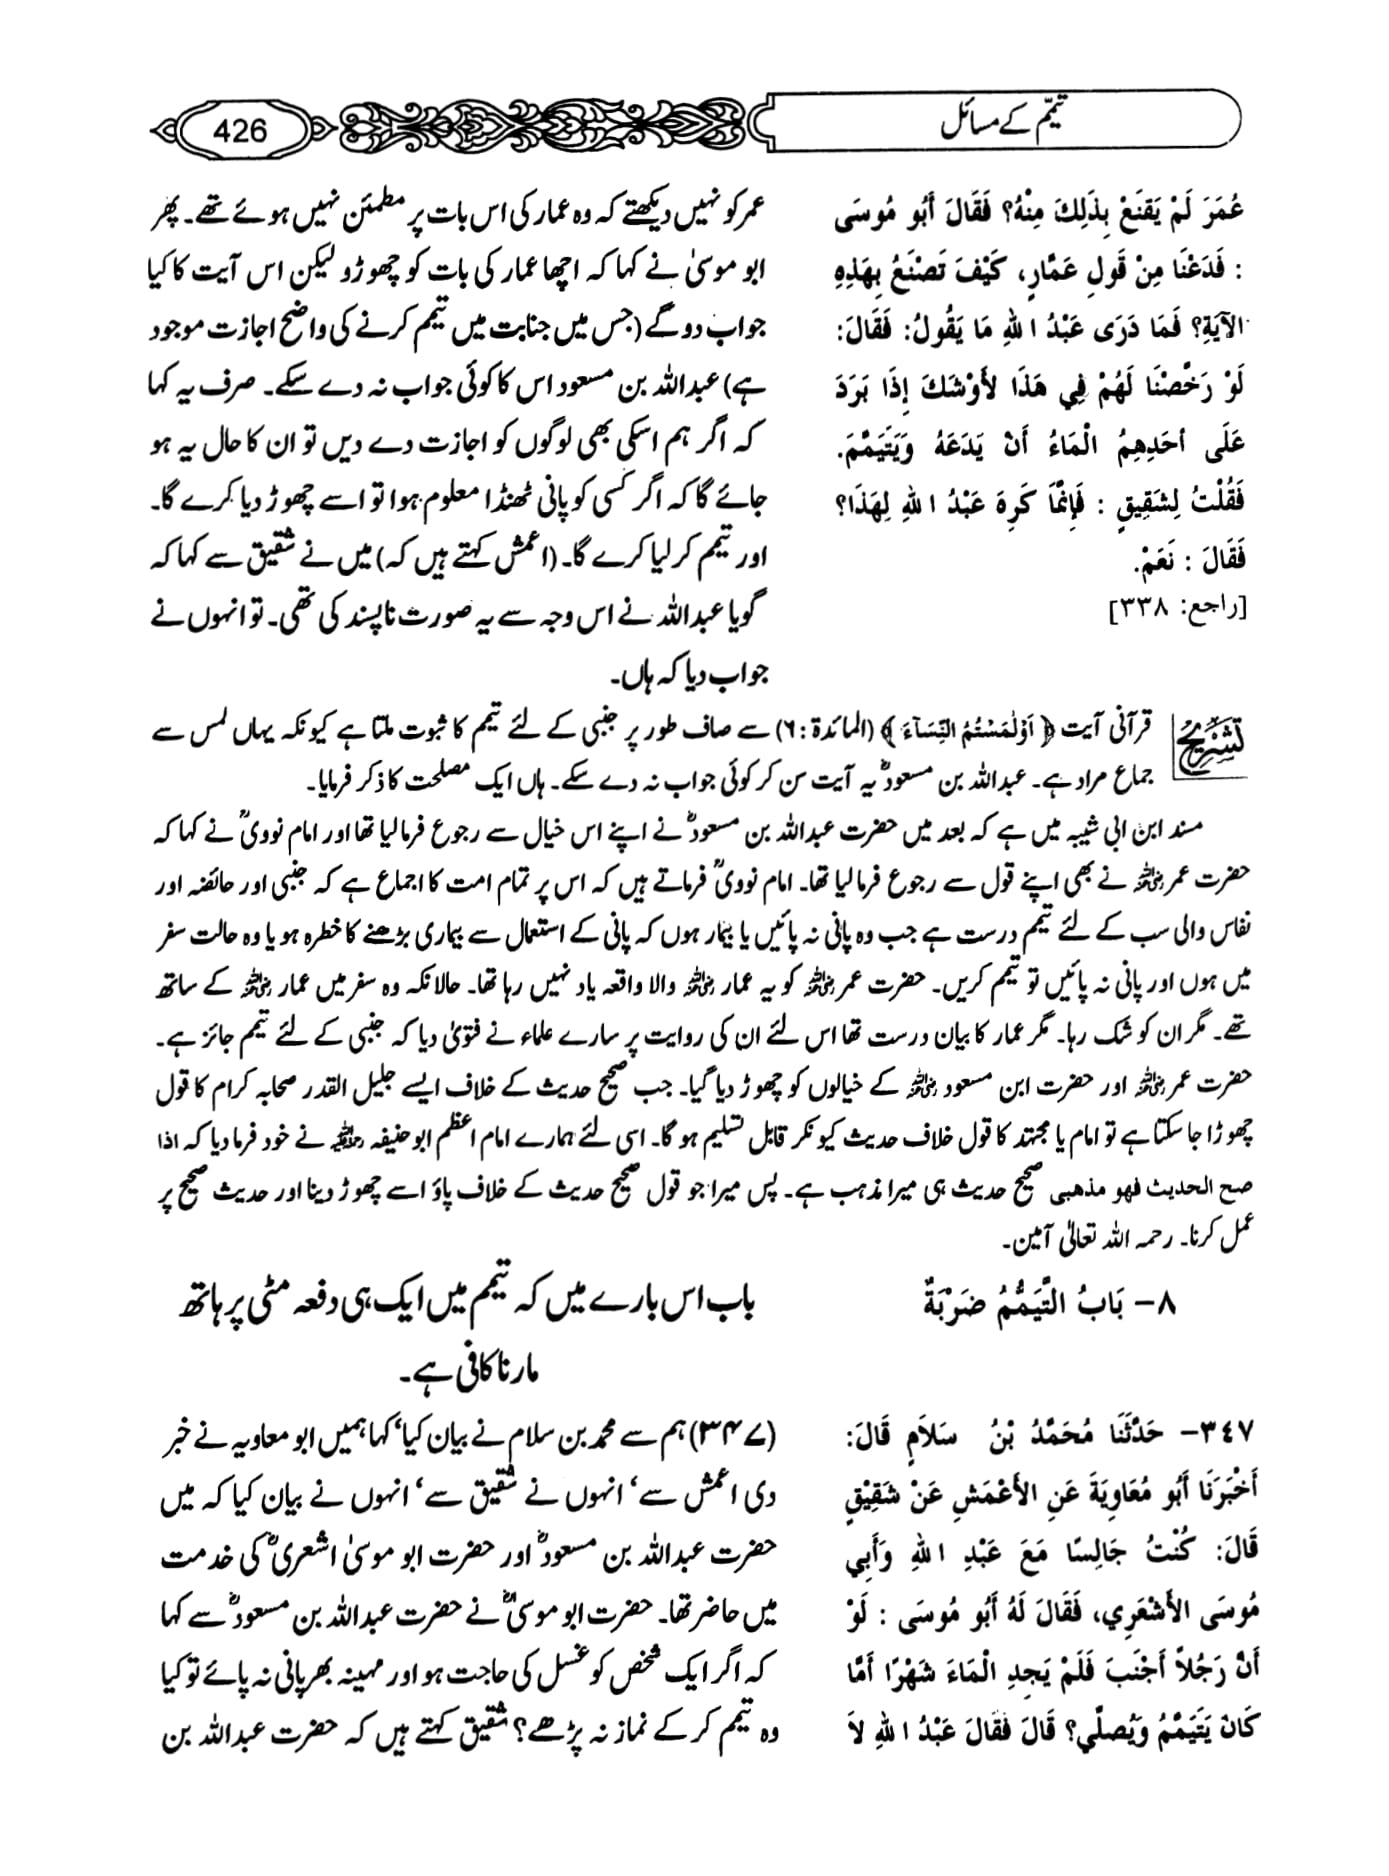 تیمّم کے مسائل
426
عُمَرَ لَمْ يَقْنَعْ بِذَلِكَ مِنْهُ؟ فَقَالَ أَبُو مُوسَى
: فَدَعْنَا مِنْ قَولِ عَمَّارٍ، كَيْفَ تَصْنَعُ بِهَذِهِ
الآيَةِ؟ فَمَا دَرَى عَبْدُ اللهِ مَا يَقُولُ: فَقَالَ:
لَوْ رَخَّصْنَا لَهُمْ فِي هَذَا لأَوْشَكَ إِذَا بَرَدَ
عَلَى أحَدِهِمُ الْمَاءُ أَنْ يَدَعَهُ وَيَتَيَمَّمَ.
فَقُلْتُ لِشَقِيقٍ : فَإِنَّمَا كَرِهَ عَبْدُ اللهِ لِهَذَا؟
فَقَالَ : نَعَمْ.
[راجع: ٣٣٨]
عمر کو نہیں دیکھتے کہ وہ عمار کی اس بات پر مطمئن نہیں ہوئے تھے۔ پھر
ابو موسیٰ نے کہا کہ اچھا عمار کی بات کو چھوڑو لیکن اس آیت کا کیا
جواب دو گے (جس میں جنابت میں تیمم کرنے کی واضح اجازت موجود
ہے) عبداللہ بن مسعود اس کا کوئی جواب نہ دے سکے۔ صرف یہ کہا
کہ اگر ہم اسکی بھی لوگوں کو اجازت دے دیں تو ان کا حال یہ ہو
جائے گا کہ اگر کسی کو پانی ٹھنڈا معلوم ہوا تو اسے چھوڑ دیا کرے گا۔
اور تیمم کر لیا کرے گا۔ (اعمش کہتے ہیں کہ) میں نے شقیق سے کہا کہ
گویا عبداللہ نے اس وجہ سے یہ صورت ناپسند کی تھی۔ تو انہوں نے
جواب دیا کہ ہاں۔
تشریح
قرآنی آیت ﴿ اَوْلٰمَسْتُمُ النِّسَآءَ ﴾ (المائدۃ:٦) سے صاف طور پر جنبی کے لئے تیمم کا ثبوت ملتا ہے کیونکہ یہاں لمس سے
جماع مراد ہے۔ عبداللہ بن مسعودؓ یہ آیت سن کر کوئی جواب نہ دے سکے۔ ہاں ایک مصلحت کا ذکر فرمایا۔
مسند ابن ابی شیبہ میں ہے کہ بعد میں حضرت عبداللہ بن مسعودؓ نے اپنے اس خیال سے رجوع فرما لیا تھا اور امام نوویؒ نے کہا کہ
حضرت عمر رضی اللہ عنہ نے بھی اپنے قول سے رجوع فرما لیا تھا۔ امام نوویؒ فرماتے ہیں کہ اس پر تمام امت کا اجماع ہے کہ جنبی اور حائضہ اور
نفاس والی سب کے لئے تیمم درست ہے جب وہ پانی نہ پائیں یا بیمار ہوں کہ پانی کے استعمال سے بیماری بڑھنے کا خطرہ ہو یا وہ حالت سفر
میں ہوں اور پانی نہ پائیں تو تیمم کریں۔ حضرت عمر رضی اللہ عنہ کو یہ عمار رضی اللہ عنہ والا واقعہ یاد نہیں رہا تھا۔ حالانکہ وہ سفر میں عمار رضی اللہ عنہ کے ساتھ
تھے۔ مگر ان کو شک رہا۔ مگر عمار کا بیان درست تھا اس لئے ان کی روایت پر سارے علماء نے فتویٰ دیا کہ جنبی کے لئے تیمم جائز ہے۔
حضرت عمر رضی اللہ عنہ اور حضرت ابن مسعود رضی اللہ عنہ کے خیالوں کو چھوڑ دیا گیا۔ جب صحیح حدیث کے خلاف ایسے جلیل القدر صحابہ کرام کا قول
چھوڑا جا سکتا ہے تو امام یا مجتہد کا قول خلاف حدیث کیونکر قابل تسلیم ہو گا۔ اسی لئے ہمارے امام اعظم ابو حنیفہ رحمۃ اللہ علیہ نے خود فرما دیا کہ اذا
صح الحدیث فھو مذھبی صحیح حدیث ہی میرا مذہب ہے۔ پس میرا جو قول صحیح حدیث کے خلاف پاؤ اسے چھوڑ دینا اور حدیث صحیح پر
عمل کرنا۔ رحمہ اللہ تعالیٰ آمین۔
٨- بَابُ التَّيَمُّمُ ضَرْبَةٌ
باب اس بارے میں کہ تیمم میں ایک ہی دفعہ مٹی پر ہاتھ
مارنا کافی ہے۔
٣٤٧- حَدَّثَنَا مُحَمَّدُ بْنُ سَلاَمٍ قَالَ:
أَخْبَرَنَا أَبُو مُعَاوِيَةَ عَنِ الأَعْمَشِ عَنْ شَقِيْقٍ
قَالَ: كُنْتُ جَالِسًا مَعَ عَبْدِ اللهِ وَأَبِي
مُوسَى الأَشْعَرِي، فَقَالَ لَهُ أَبُو مُوسَى : لَوْ
أَنَّ رَجُلاً أَجْنَبَ فَلَمْ يَجِدِ الْمَاءَ شَهْرًا أَمَّا
كَانَ يَتَيَمَّمُ وَيُصلِّي؟ قَالَ فَقَالَ عَبْدُ اللهِ لاَ
(۳۴۷) ہم سے محمد بن سلام نے بیان کیا‘ کہا ہمیں ابو معاویہ نے خبر
دی اعمش سے‘ انہوں نے شقیق سے‘ انہوں نے بیان کیا کہ میں
حضرت عبداللہ بن مسعودؓ اور حضرت ابو موسیٰ اشعریؓ کی خدمت
میں حاضر تھا۔ حضرت ابو موسیٰؓ نے حضرت عبداللہ بن مسعودؓ سے کہا
کہ اگر ایک شخص کو غسل کی حاجت ہو اور مہینہ بھر پانی نہ پائے تو کیا
وہ تیمم کر کے نماز نہ پڑھے؟ شقیق کہتے ہیں کہ حضرت عبداللہ بن